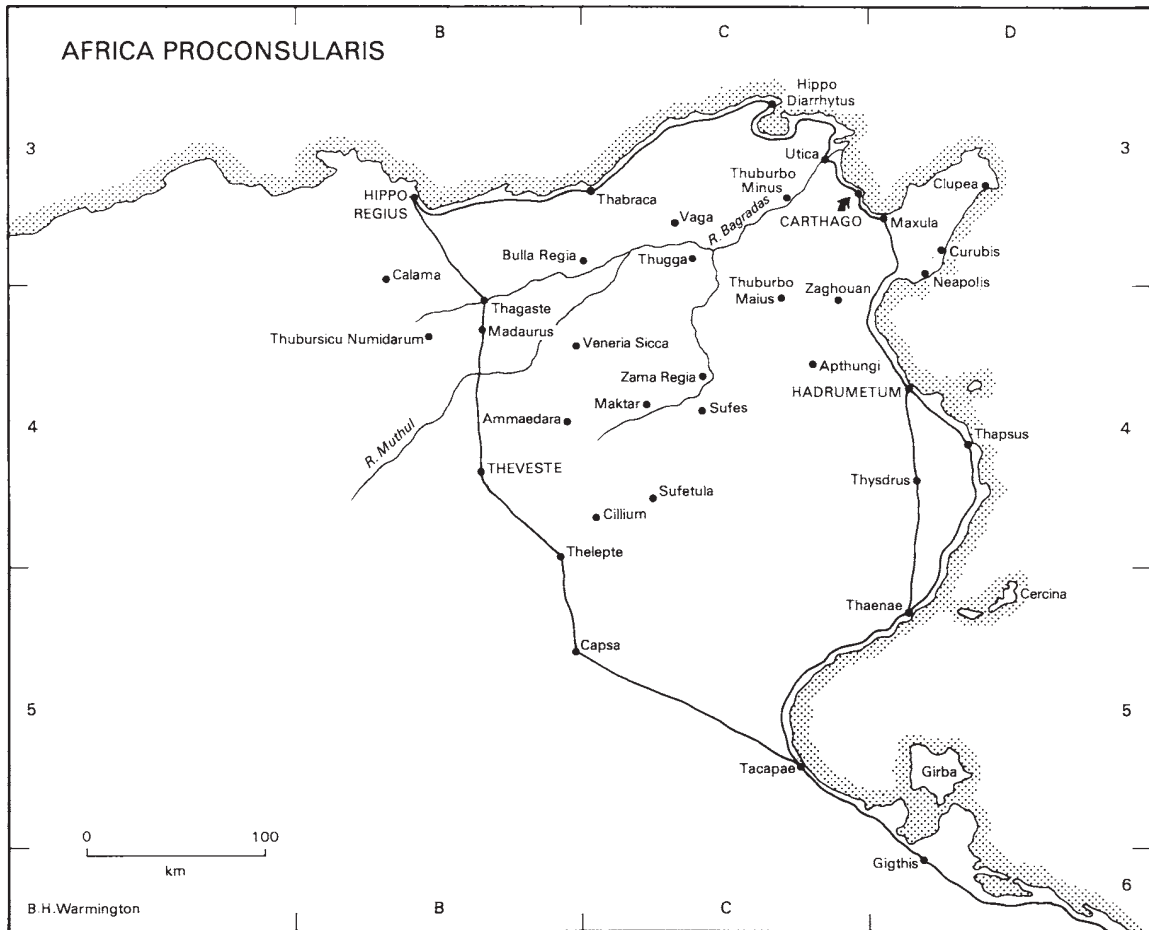 AFRICA PROCONSULARIS
B
C
D
3
3
Hippo
Diarrhytus
Utica
Thuburbo
Minus
Clupea
HIPPO
REGIUS
Thabraca
Vaga
R. Bagradas
CARTHAGO
Maxula
Bulla Regia
Thugga
Curubis
Calama
Thuburbo
Maius
Zaghouan
Neapolis
Thagaste
Thubursicu Numidarum
Madaurus
Veneria Sicca
Apthungi
Zama Regia
HADRUMETUM
Maktar
Sufes
Ammaedara
4
4
R. Muthul
Thapsus
THEVESTE
Thysdrus
Sufetula
Cillium
Thelepte
Cercina
Thaenae
Capsa
5
5
Tacapae
Girba
0
100
km
Gigthis
6
B.H.Warmington
B
C